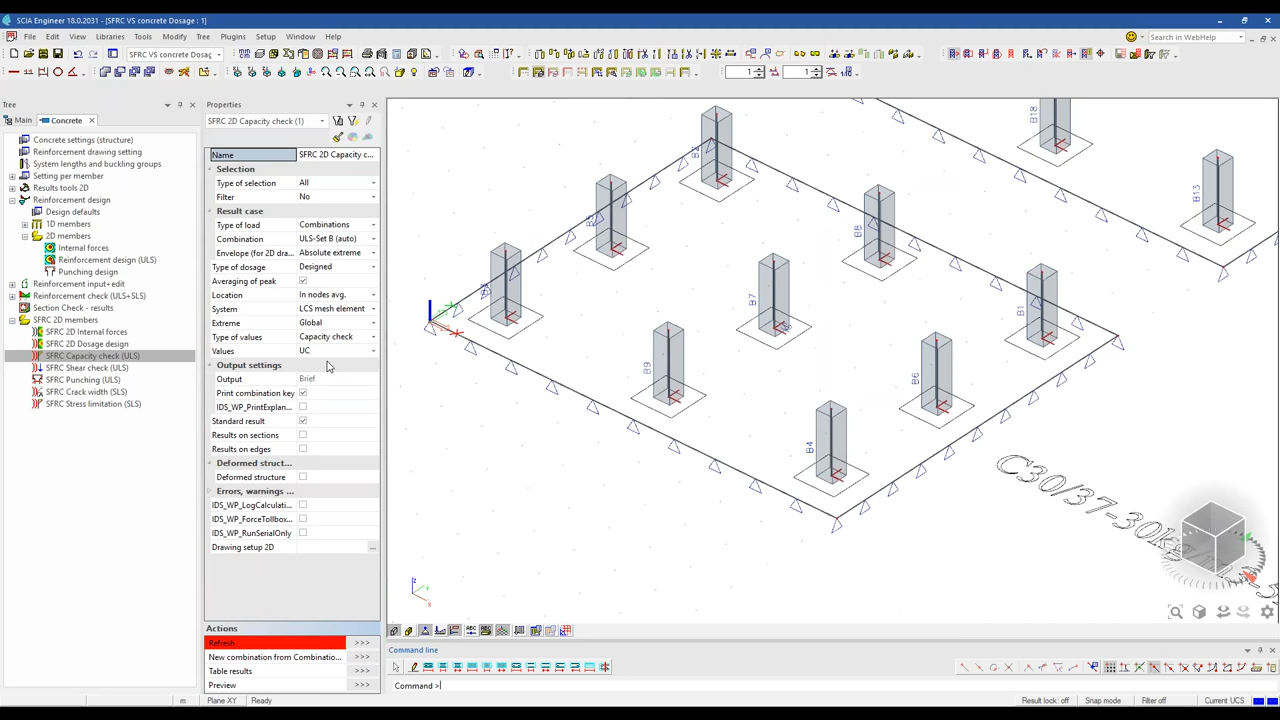 SCIA Engineer 18.0.2031 - [SFRC VS concrete Dosage : 1]
File Edit View Libraries Tools Tree Plugins Setup Window Help
Search in WebHelp
SFRC VS concrete Dosag
1 1
Tree
Properties
Main Concrete
SFRC 2D Capacity check (1)
Concrete settings (structure)
Reinforcement drawing setting
System lengths and buckling groups
Setting per member
Results tools 2D
Reinforcement design
Design defaults
1D members
2D members
Internal forces
Reinforcement design (ULS)
Punching design
Reinforcement input + edit
Reinforcement check (ULS+SLS)
Section Check - results
SFRC 2D members
SFRC 2D Internal forces
SFRC 2D Dosage design
SFRC Capacity check (ULS)
SFRC Shear check (ULS)
SFRC Punching (ULS)
SFRC Crack width (SLS)
SFRC Stress limitation (SLS)
Name SFRC 2D Capacity c...
Selection
Type of selection All
Filter No
Result case
Type of load Combinations
Combination ULS-Set B (auto)
Envelope (for 2D dra... Absolute extreme
Type of dosage Designed
Averaging of peak
Location In nodes avg.
System LCS mesh element
Extreme Global
Type of values Capacity check
Values UC
Output settings
Output Brief
Print combination key
IDS_WP_PrintExplan...
Standard result
Results on sections
Results on edges
Deformed struct...
Deformed structure
Errors, warnings ...
IDS_WP_LogCalculati...
IDS_WP_ForceTollbox...
IDS_WP_RunSerialOnly
Drawing setup 2D ...
Actions
Refresh >>>
New combination from Combinatio... >>>
Table results >>>
Preview >>>
B18
B13
B2
B5
B8
B7
B1
B9
B6
B4
Z
Y
X
Command line
Command >
m Plane XY Ready
Result lock: off Snap mode Filter off Current UCS